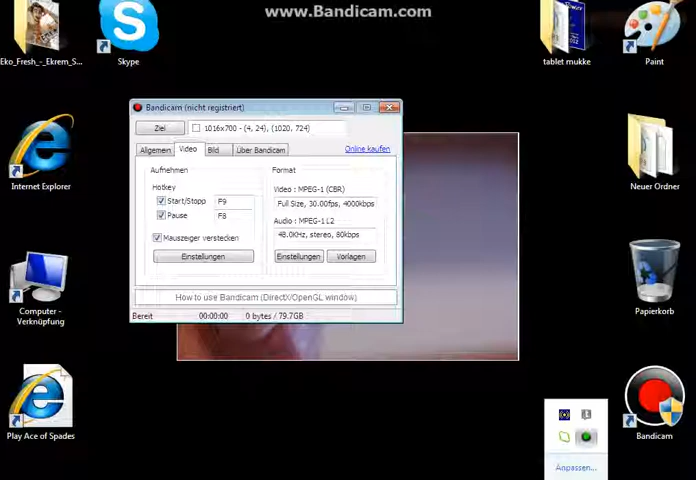 www.Bandicam.com
Eko_Fresh_-_Ekrem_S...
Skype
tablet mukke
Paint
Bandicam (nicht registriert)
Ziel
1016x700 - (4, 24), (1020, 724)
Allgemein
Video
Bild
Über Bandicam
Online kaufen
Aufnehmen
Format
Hotkey
Start/Stopp
F9
Pause
F8
Mauszeiger verstecken
Einstellungen
Video : MPEG-1 (CBR)
Full Size, 30.00fps, 4000kbps
Audio : MPEG-1L2
48.0KHz, stereo, 80kbps
Einstellungen
Vorlagen
How to use Bandicam (DirectX/OpenGL window)
Bereit
00:00:00
0 bytes / 79.7GB
Internet Explorer
Neuer Ordner
Computer -
Verknüpfung
Papierkorb
Play Ace of Spades
Bandicam
Anpassen...